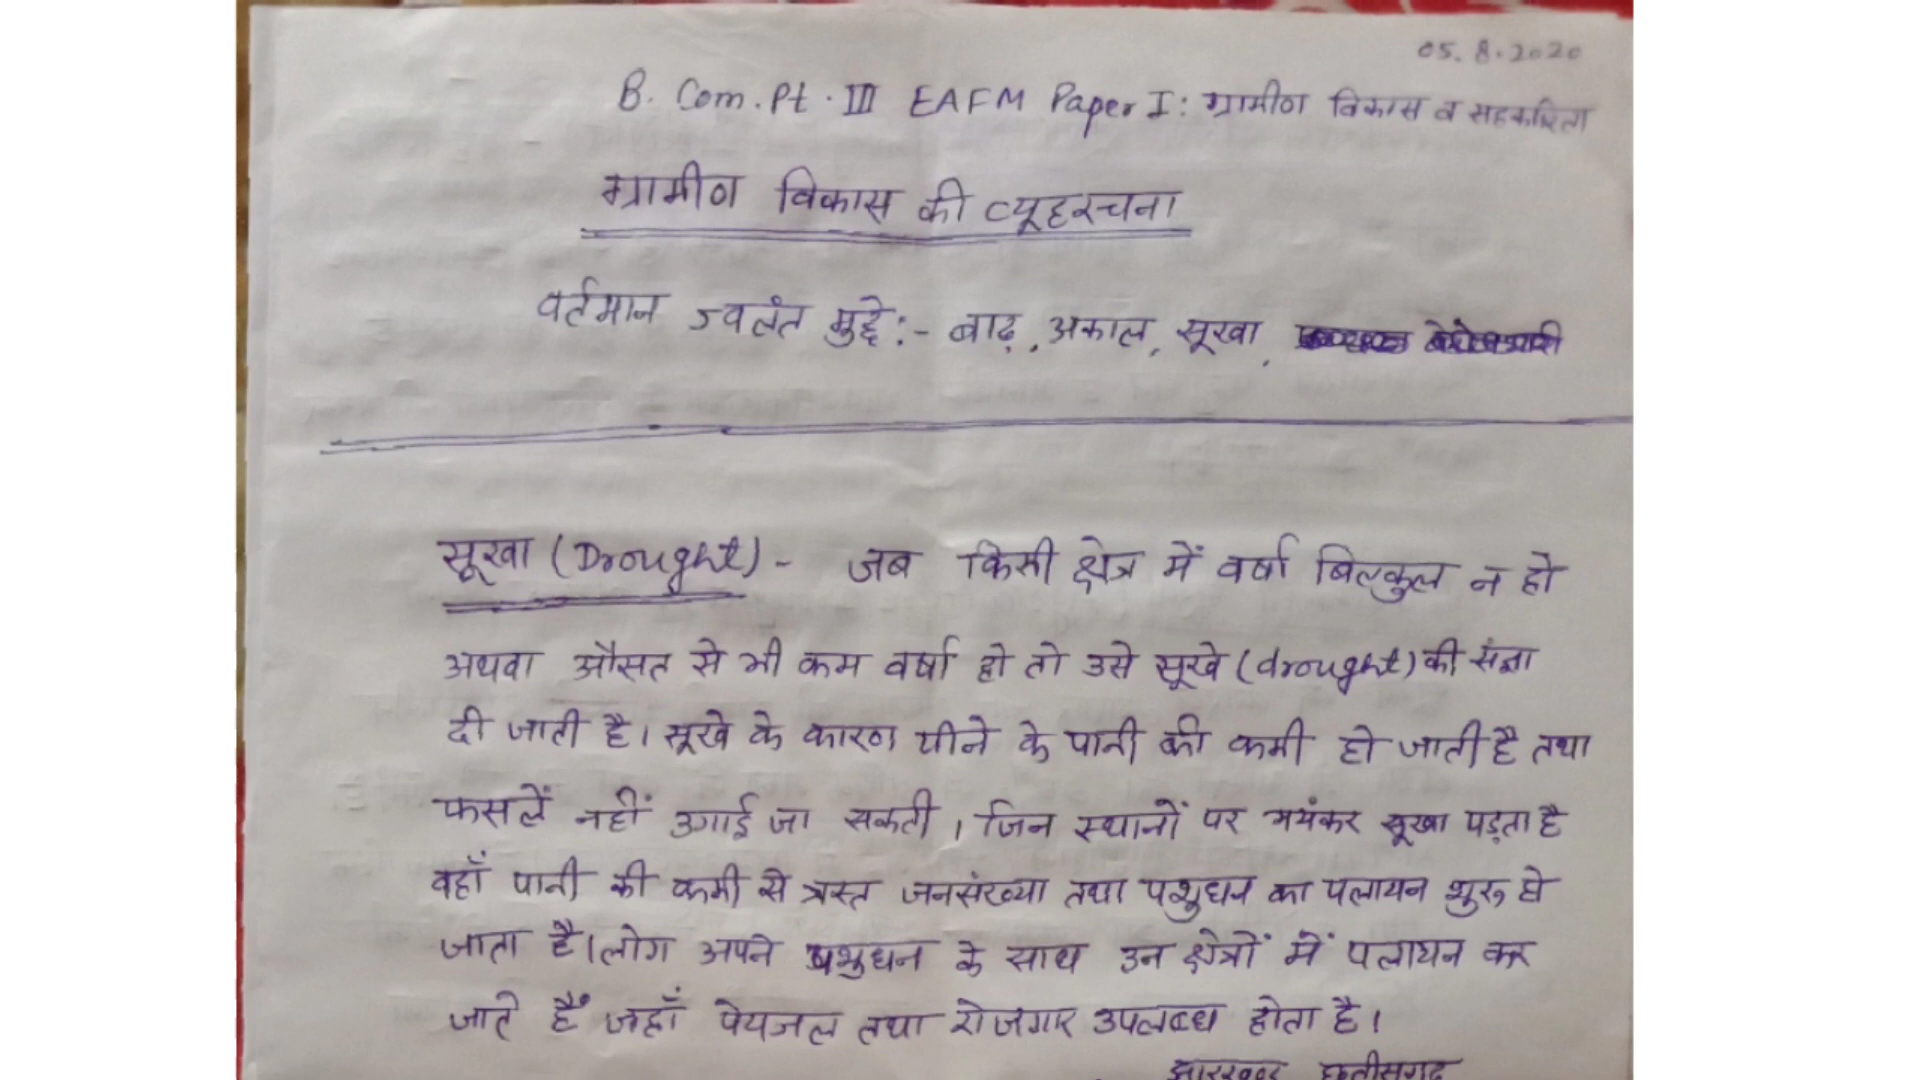 05.8.2020
B. Com. Pt. III EAFM Paper I: ग्रामीण विकास व सहकारिता
ग्रामीण विकास की व्यूहरचना
वर्तमान ज्वलंत मुद्दे:- बाढ़, अकाल, सूखा,
सूखा (Drought) - जब किसी क्षेत्र में वर्षा बिल्कुल न हो
अथवा औसत से भी कम वर्षा हो तो उसे सूखे (drought) की संज्ञा
दी जाती है। सूखे के कारण पीने के पानी की कमी हो जाती है तथा
फसलें नहीं उगाई जा सकती। जिन स्थानों पर भयंकर सूखा पड़ता है
वहाँ पानी की कमी से त्रस्त जनसंख्या तथा पशुधन का पलायन शुरू हो
जाता है। लोग अपने पशुधन के साथ उन क्षेत्रों में पलायन कर
जाते हैं जहाँ पेयजल तथा रोजगार उपलब्ध होता है।
छत्तीसगढ़